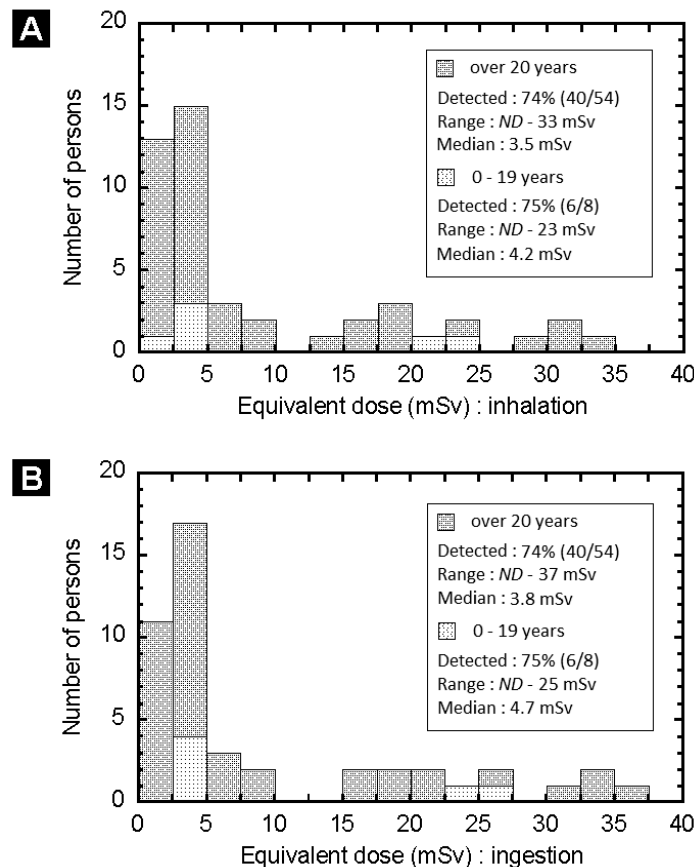 A
20
15
10
5
0
Number of persons
over 20 years
Detected : 74% (40/54)
Range : ND - 33 mSv
Median : 3.5 mSv
0 - 19 years
Detected : 75% (6/8)
Range : ND - 23 mSv
Median : 4.2 mSv
0 5 10 15 20 25 30 35 40
Equivalent dose (mSv) : inhalation
B
20
15
10
5
0
Number of persons
over 20 years
Detected : 74% (40/54)
Range : ND - 37 mSv
Median : 3.8 mSv
0 - 19 years
Detected : 75% (6/8)
Range : ND - 25 mSv
Median : 4.7 mSv
0 5 10 15 20 25 30 35 40
Equivalent dose (mSv) : ingestion